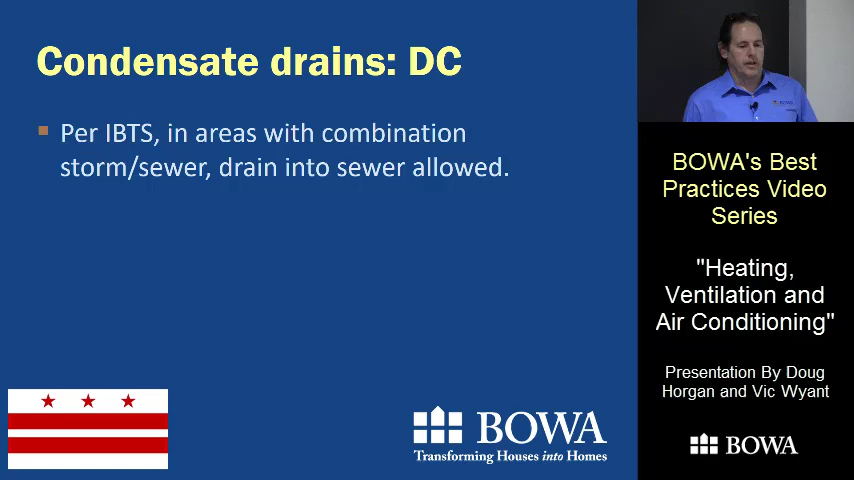 Condensate drains: DC
Per IBTS, in areas with combination
storm/sewer, drain into sewer allowed.
BOWA
Transforming Houses into Homes
BOWA's Best
Practices Video
Series
"Heating,
Ventilation and
Air Conditioning"
Presentation By Doug
Horgan and Vic Wyant
BOWA